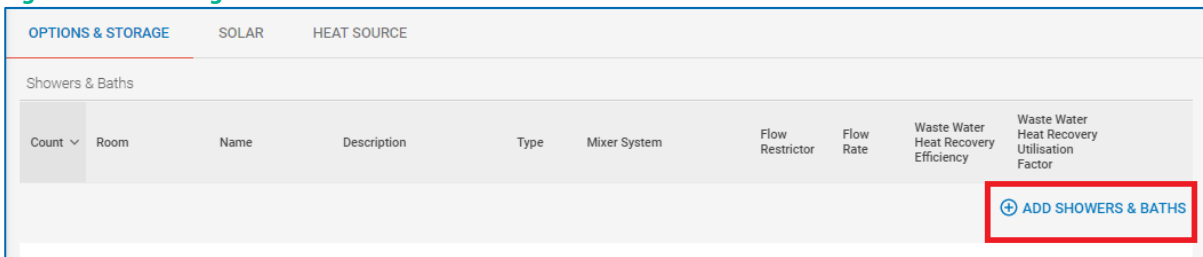 OPTIONS & STORAGE SOLAR HEAT SOURCE
Showers & Baths
Count Room Name Description Type Mixer System Flow Restrictor Flow Rate Waste Water Heat Recovery Efficiency Waste Water Heat Recovery Utilisation Factor
ADD SHOWERS & BATHS